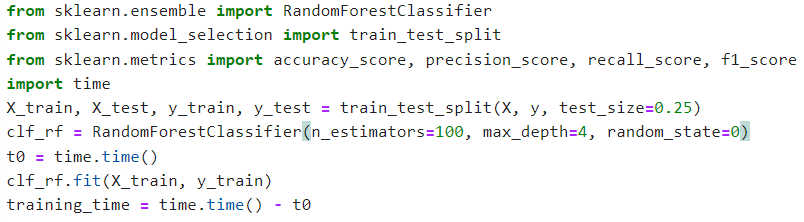 from sklearn.ensemble import RandomForestClassifier
from sklearn.model_selection import train_test_split
from sklearn.metrics import accuracy_score, precision_score, recall_score, f1_score
import time
X_train, X_test, y_train, y_test = train_test_split(X, y, test_size=0.25)
clf_rf = RandomForestClassifier(n_estimators=100, max_depth=4, random_state=0)
t0 = time.time()
clf_rf.fit(X_train, y_train)
training_time = time.time() - t0